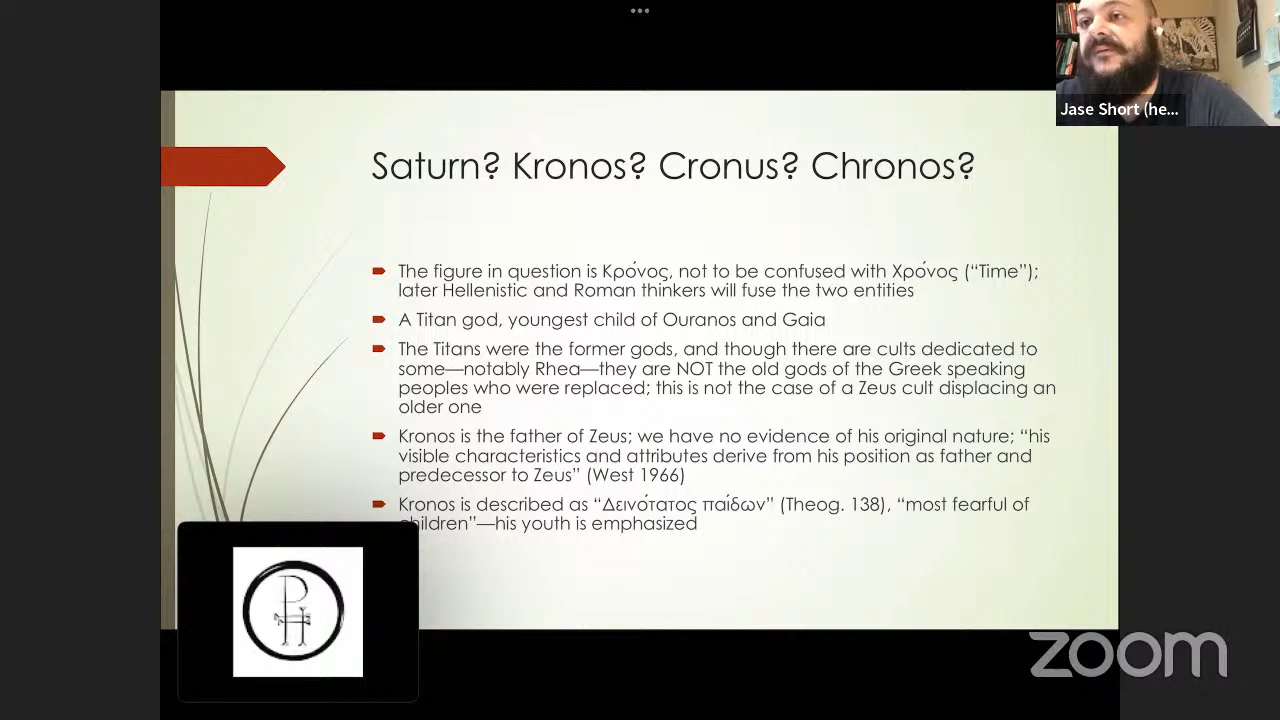 Jase Short (he...
Saturn? Kronos? Cronus? Chronos?
The figure in question is Κρόνος, not to be confused with Χρόνος (“Time”);
later Hellenistic and Roman thinkers will fuse the two entities
A Titan god, youngest child of Ouranos and Gaia
The Titans were the former gods, and though there are cults dedicated to
some—notably Rhea—they are NOT the old gods of the Greek speaking
peoples who were replaced; this is not the case of a Zeus cult displacing an
older one
Kronos is the father of Zeus; we have no evidence of his original nature; “his
visible characteristics and attributes derive from his position as father and
predecessor to Zeus” (West 1966)
Kronos is described as “Δεινότατος παίδων” (Theog. 138), “most fearful of
children”—his youth is emphasized
PH
zoom